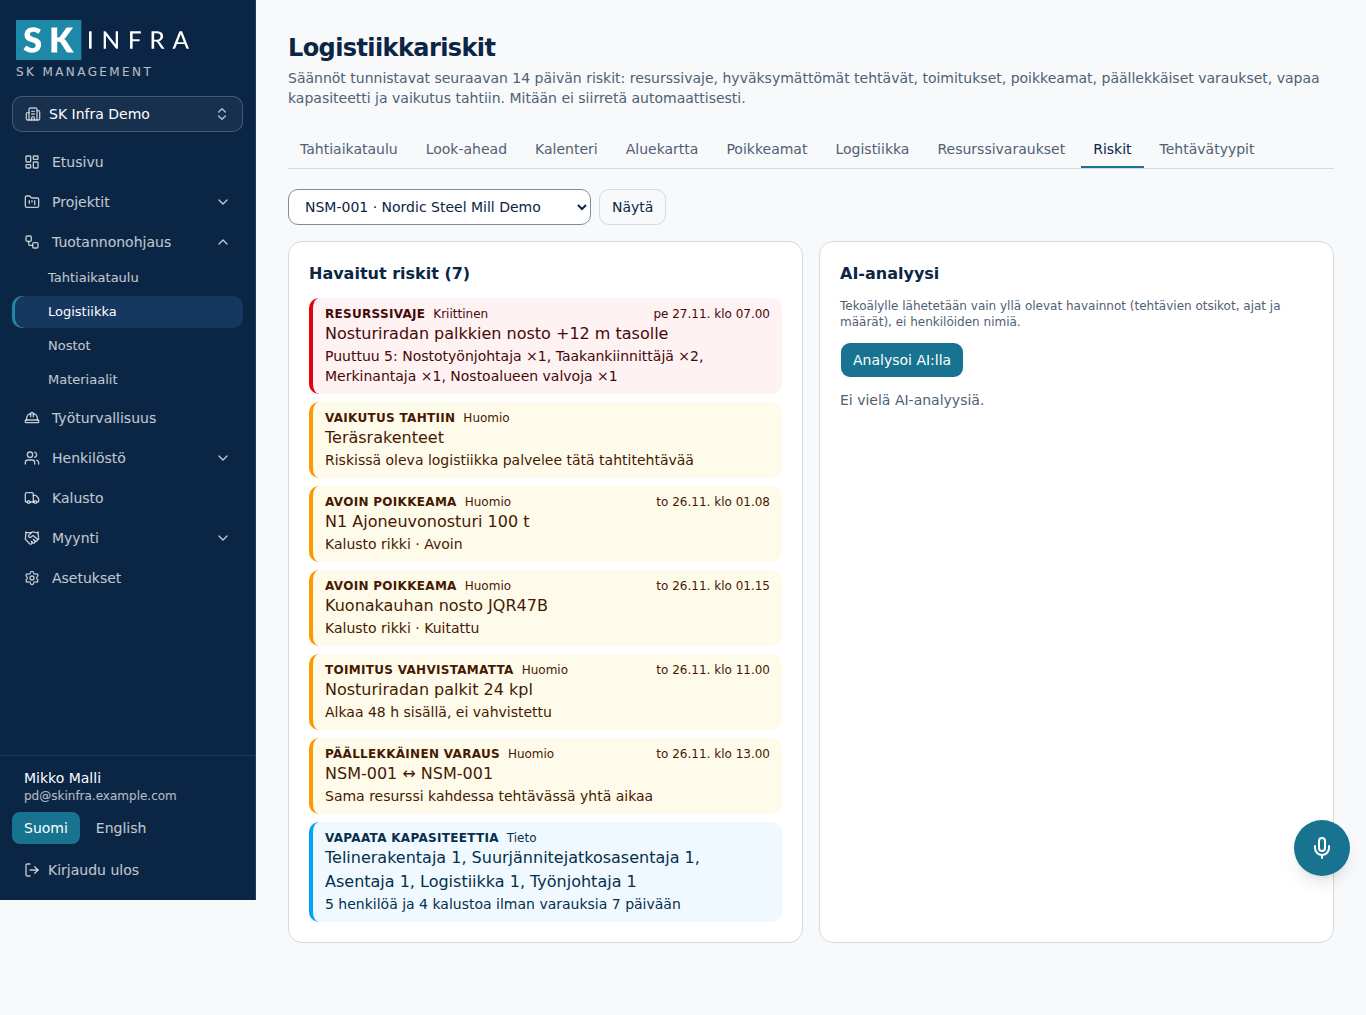 SK INFRA
SK MANAGEMENT
SK Infra Demo
Etusivu
Projektit
Tuotannonohjaus
Tahtiaikataulu
Logistiikka
Nostot
Materiaalit
Työturvallisuus
Henkilöstö
Kalusto
Myynti
Asetukset
Mikko Malli
pd@skinfra.example.com
Suomi English
Kirjaudu ulos
Logistiikkariskit
Säännöt tunnistavat seuraavan 14 päivän riskit: resurssivaje, hyväksymättömät tehtävät, toimitukset, poikkeamat, päällekkäiset varaukset, vapaa
kapasiteetti ja vaikutus tahtiin. Mitään ei siirretä automaattisesti.
Tahtiaikataulu Look-ahead Kalenteri Aluekartta Poikkeamat Logistiikka Resurssivaraukset Riskit Tehtävätyypit
NSM-001 · Nordic Steel Mill Demo Näytä
Havaitut riskit (7)
RESURSSIVAJE Kriittinen pe 27.11. klo 07.00
Nosturiradan palkkien nosto +12 m tasolle
Puuttuu 5: Nostotyönjohtaja ×1, Taakankiinnittäjä ×2,
Merkinantaja ×1, Nostoalueen valvoja ×1
VAIKUTUS TAHTIIN Huomio
Teräsrakenteet
Riskissä oleva logistiikka palvelee tätä tahtitehtävää
AVOIN POIKKEAMA Huomio to 26.11. klo 01.08
N1 Ajoneuvonosturi 100 t
Kalusto rikki · Avoin
AVOIN POIKKEAMA Huomio to 26.11. klo 01.15
Kuonakauhan nosto JQR47B
Kalusto rikki · Kuitattu
TOIMITUS VAHVISTAMATTA Huomio to 26.11. klo 11.00
Nosturiradan palkit 24 kpl
Alkaa 48 h sisällä, ei vahvistettu
PÄÄLLEKKÄINEN VARAUS Huomio to 26.11. klo 13.00
NSM-001 ↔ NSM-001
Sama resurssi kahdessa tehtävässä yhtä aikaa
VAPAATA KAPASITEETTIA Tieto
Telinerakentaja 1, Suurjännitejatkosasentaja 1,
Asentaja 1, Logistiikka 1, Työnjohtaja 1
5 henkilöä ja 4 kalustoa ilman varauksia 7 päivään
AI-analyysi
Tekoälylle lähetetään vain yllä olevat havainnot (tehtävien otsikot, ajat ja
määrät), ei henkilöiden nimiä.
Analysoi AI:lla
Ei vielä AI-analyysiä.